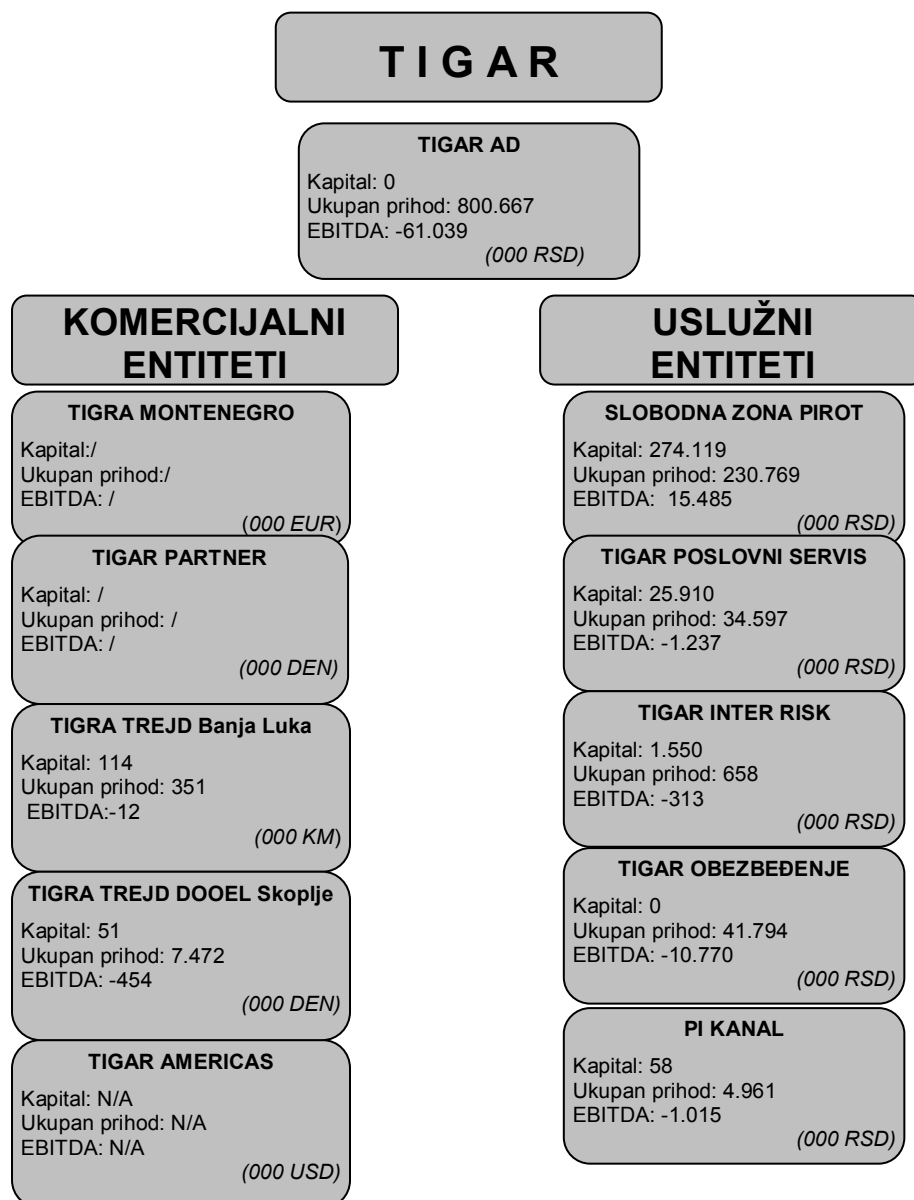 T I G A R
TIGAR AD
Kapital: 0
Ukupan prihod: 800.667
EBITDA: -61.039
(000 RSD)
KOMERCIJALNI
ENTITETI
TIGRA MONTENEGRO
Kapital:/
Ukupan prihod:/
EBITDA: /
(000 EUR)
TIGAR PARTNER
Kapital: /
Ukupan prihod: /
EBITDA: /
(000 DEN)
TIGRA TREJD Banja Luka
Kapital: 114
Ukupan prihod: 351
EBITDA:-12
(000 KM)
TIGRA TREJD DOOEL Skoplje
Kapital: 51
Ukupan prihod: 7.472
EBITDA: -454
(000 DEN)
TIGAR AMERICAS
Kapital: N/A
Ukupan prihod: N/A
EBITDA: N/A
(000 USD)
USLUŽNI
ENTITETI
SLOBODNA ZONA PIROT
Kapital: 274.119
Ukupan prihod: 230.769
EBITDA:  15.485
(000 RSD)
TIGAR POSLOVNI SERVIS
Kapital: 25.910
Ukupan prihod: 34.597
EBITDA: -1.237
(000 RSD)
TIGAR INTER RISK
Kapital: 1.550
Ukupan prihod: 658
EBITDA: -313
(000 RSD)
TIGAR OBEZBEĐENJE
Kapital: 0
Ukupan prihod: 41.794
EBITDA: -10.770
(000 RSD)
PI KANAL
Kapital: 58
Ukupan prihod: 4.961
EBITDA: -1.015
(000 RSD)